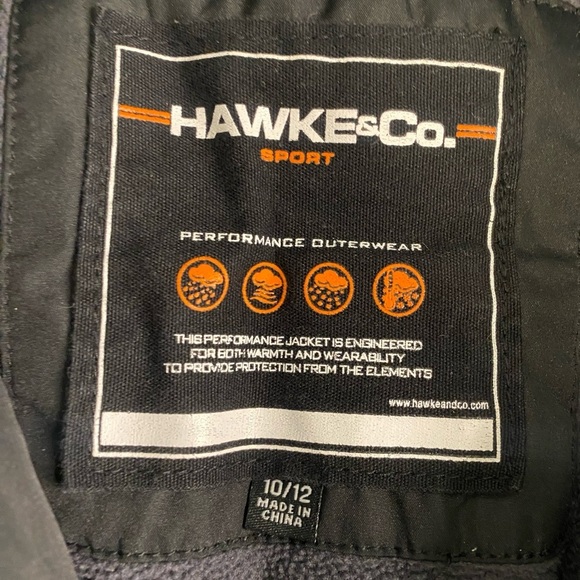 HAWKE&Co.
SPORT
PERFORMANCE OUTERWEAR
THIS PERFORMANCE JACKET IS ENGINEERED
FOR BOTH WARMTH AND WEARABILITY
TO PROVIDE PROTECTION FROM THE ELEMENTS
www.hawkeandco.com
10/12
MADE IN
CHINA